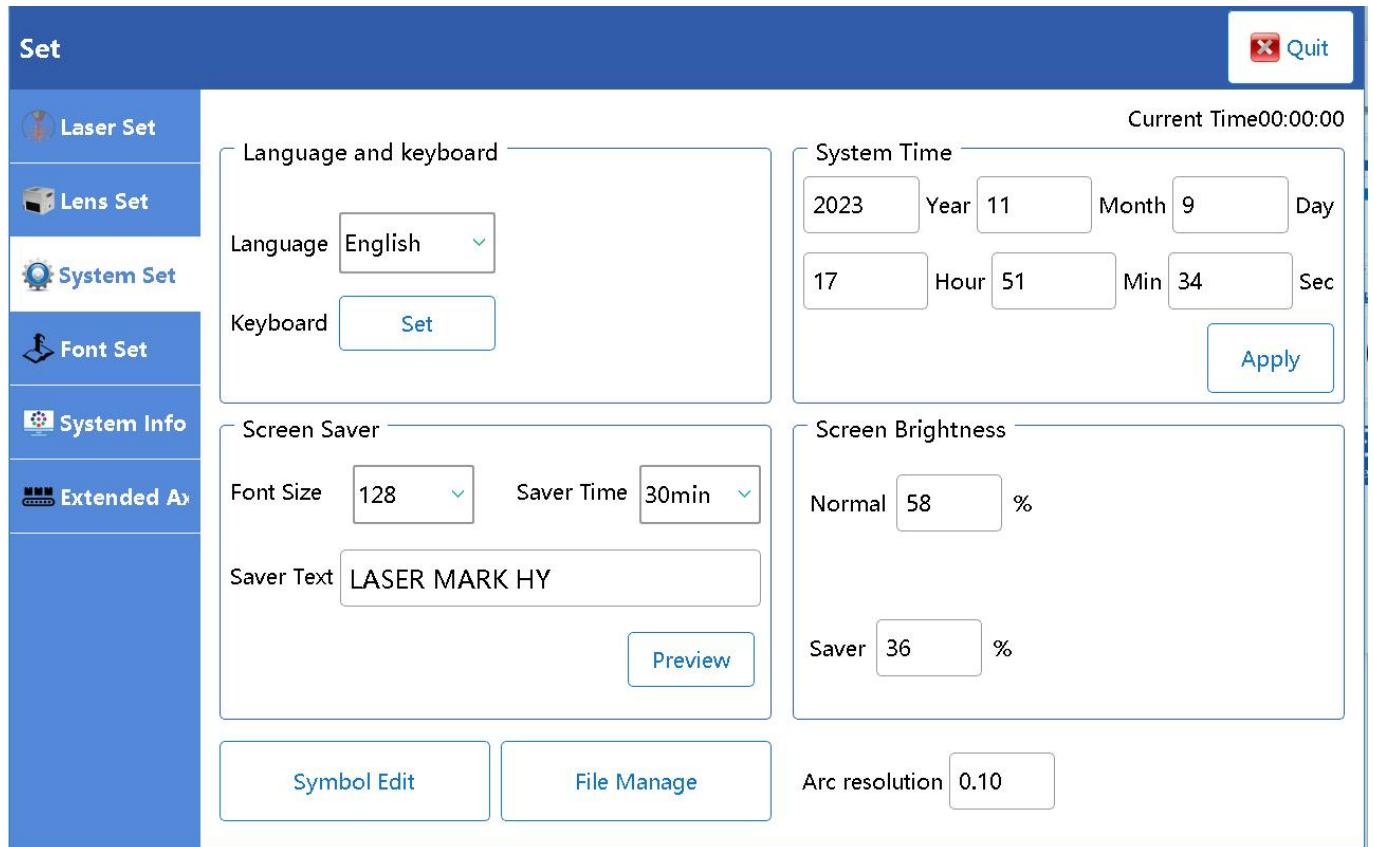 Set
Quit
Laser Set
Lens Set
System Set
Font Set
System Info
Extended Ax
Current Time00:00:00
Language and keyboard
Language English
Keyboard Set
System Time
2023 Year 11 Month 9 Day
17 Hour 51 Min 34 Sec
Apply
Screen Saver
Font Size 128 Saver Time 30min
Saver Text LASER MARK HY
Preview
Screen Brightness
Normal 58 %
Saver 36 %
Symbol Edit
File Manage
Arc resolution 0.10